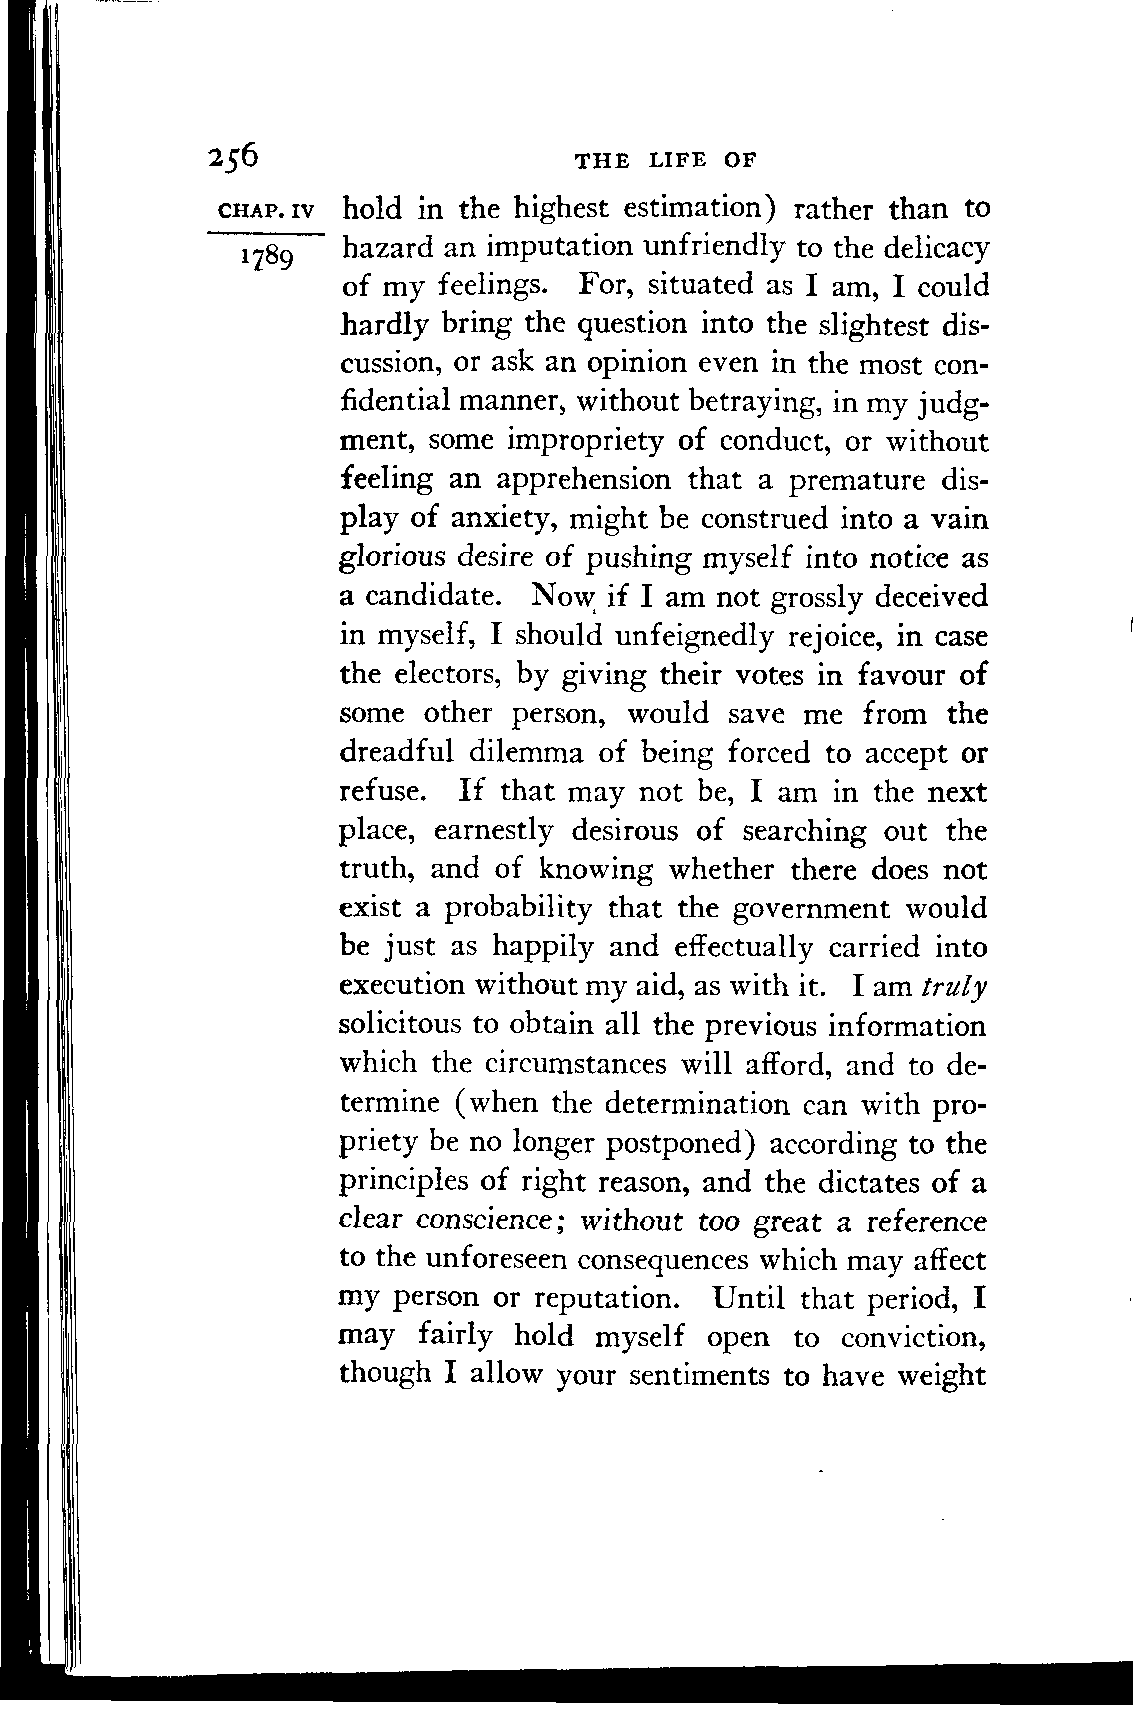 256 THE LIFE OF
CHAP. IV hold in the highest estimation) rather than to
1789 hazard an imputation unfriendly to the delicacy
of my feelings. For, situated as I am, I could
hardly bring the question into the slightest dis-
cussion, or ask an opinion even in the most con-
fidential manner, without betraying, in my judg-
ment, some impropriety of conduct, or without
feeling an apprehension that a premature dis-
play of anxiety, might be construed into a vain
glorious desire of pushing myself into notice as
a candidate. Now if I am not grossly deceived
in myself, I should unfeignedly rejoice, in case
the electors, by giving their votes in favour of
some other person, would save me from the
dreadful dilemma of being forced to accept or
refuse. If that may not be, I am in the next
place, earnestly desirous of searching out the
truth, and of knowing whether there does not
exist a probability that the government would
be just as happily and effectually carried into
execution without my aid, as with it. I am truly
solicitous to obtain all the previous information
which the circumstances will afford, and to de-
termine (when the determination can with pro-
priety be no longer postponed) according to the
principles of right reason, and the dictates of a
clear conscience; without too great a reference
to the unforeseen consequences which may affect
my person or reputation. Until that period, I
may fairly hold myself open to conviction,
though I allow your sentiments to have weight